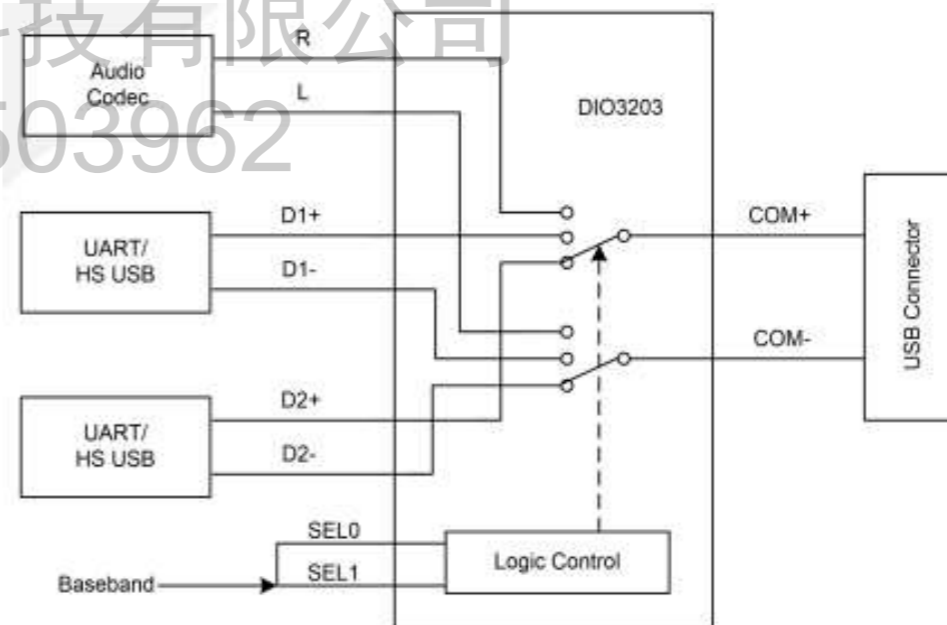 科技有限公司
503962
R
Audio
Codec
L
DIO3203
D1+
COM+
UART/
HS USB
D1-
USB Connector
COM-
D2+
UART/
HS USB
D2-
SEL0
Logic Control
SEL1
Baseband